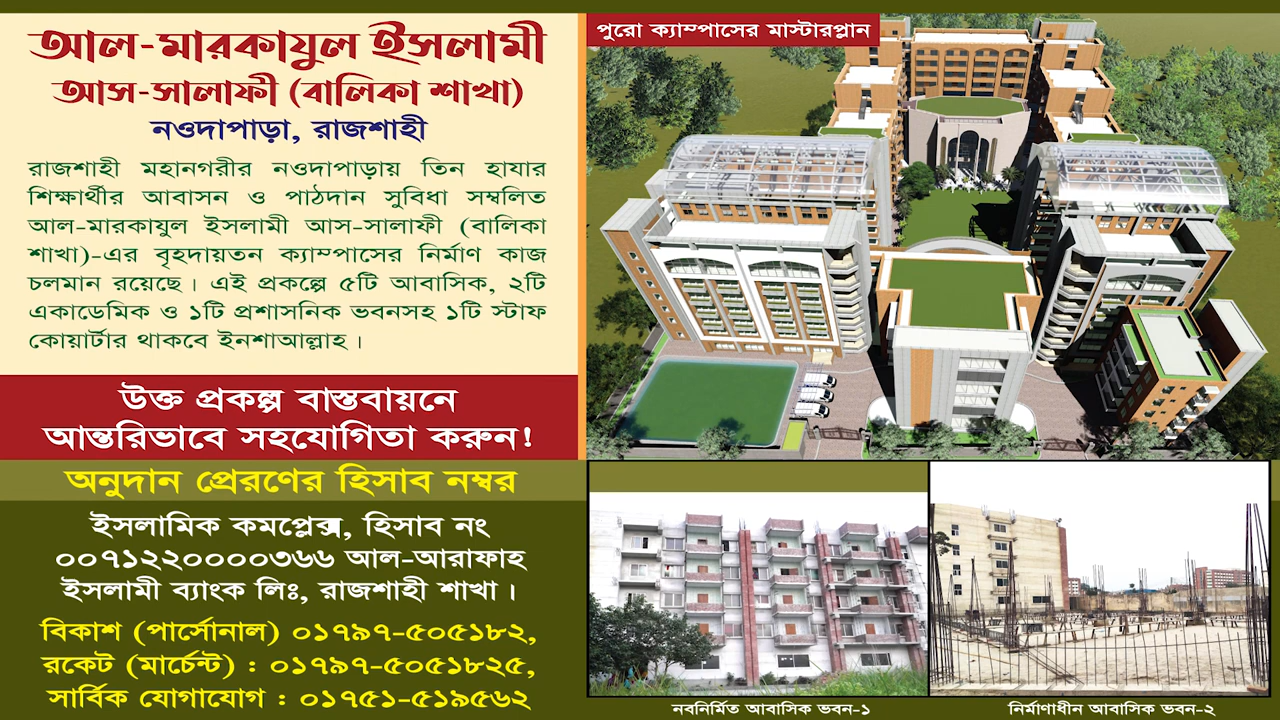 আল-মারকাযুল ইসলামী
আস-সালাফী (বালিকা শাখা)
নওদাপাড়া, রাজশাহী
রাজশাহী মহানগরীর নওদাপাড়ায় তিন হাযার
শিক্ষার্থীর আবাসন ও পাঠদান সুবিধা সম্বলিত
আল-মারকাযুল ইসলামী আস-সালাফী (বালিকা
শাখা)-এর বৃহদায়তন ক্যাম্পাসের নির্মাণ কাজ
চলমান রয়েছে। এই প্রকল্পে ৫টি আবাসিক, ২টি
একাডেমিক ও ১টি প্রশাসনিক ভবনসহ ১টি স্টাফ
কোয়ার্টার থাকবে ইনশাআল্লাহ।
উক্ত প্রকল্প বাস্তবায়নে
আন্তরিভাবে সহযোগিতা করুন!
অনুদান প্রেরণের হিসাব নম্বর
ইসলামিক কমপ্লেক্স, হিসাব নং
০০৭১২২০০০০৩৬৬ আল-আরাফাহ
ইসলামী ব্যাংক লিঃ, রাজশাহী শাখা।
বিকাশ (পার্সোনাল) ০১৭৯৭-৫০৫১৮২,
রকেট (মার্চেন্ট) : ০১৭৯৭-৫০৫১৮২৫,
সার্বিক যোগাযোগ : ০১৭৫১-৫১৯৫৬২
পুরো ক্যাম্পাসের মাস্টারপ্লান
নবনির্মিত আবাসিক ভবন-১
নির্মাণাধীন আবাসিক ভবন-২